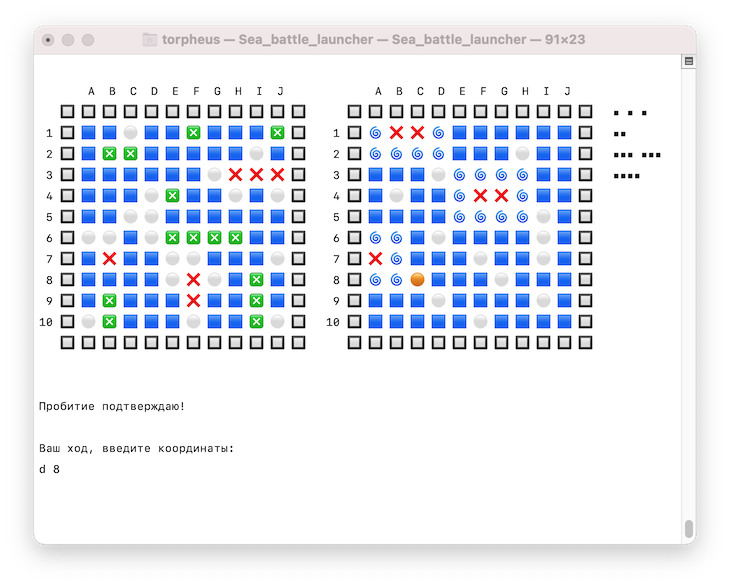 torpheus — Sea_battle_launcher — Sea_battle_launcher — 91×23
A B C D E F G H I J A B C D E F G H I J
1 1
2 2
3 3
4 4
5 5
6 6
7 7
8 8
9 9
10 10
Пробитие подтверждаю!
Ваш ход, введите координаты:
d 8